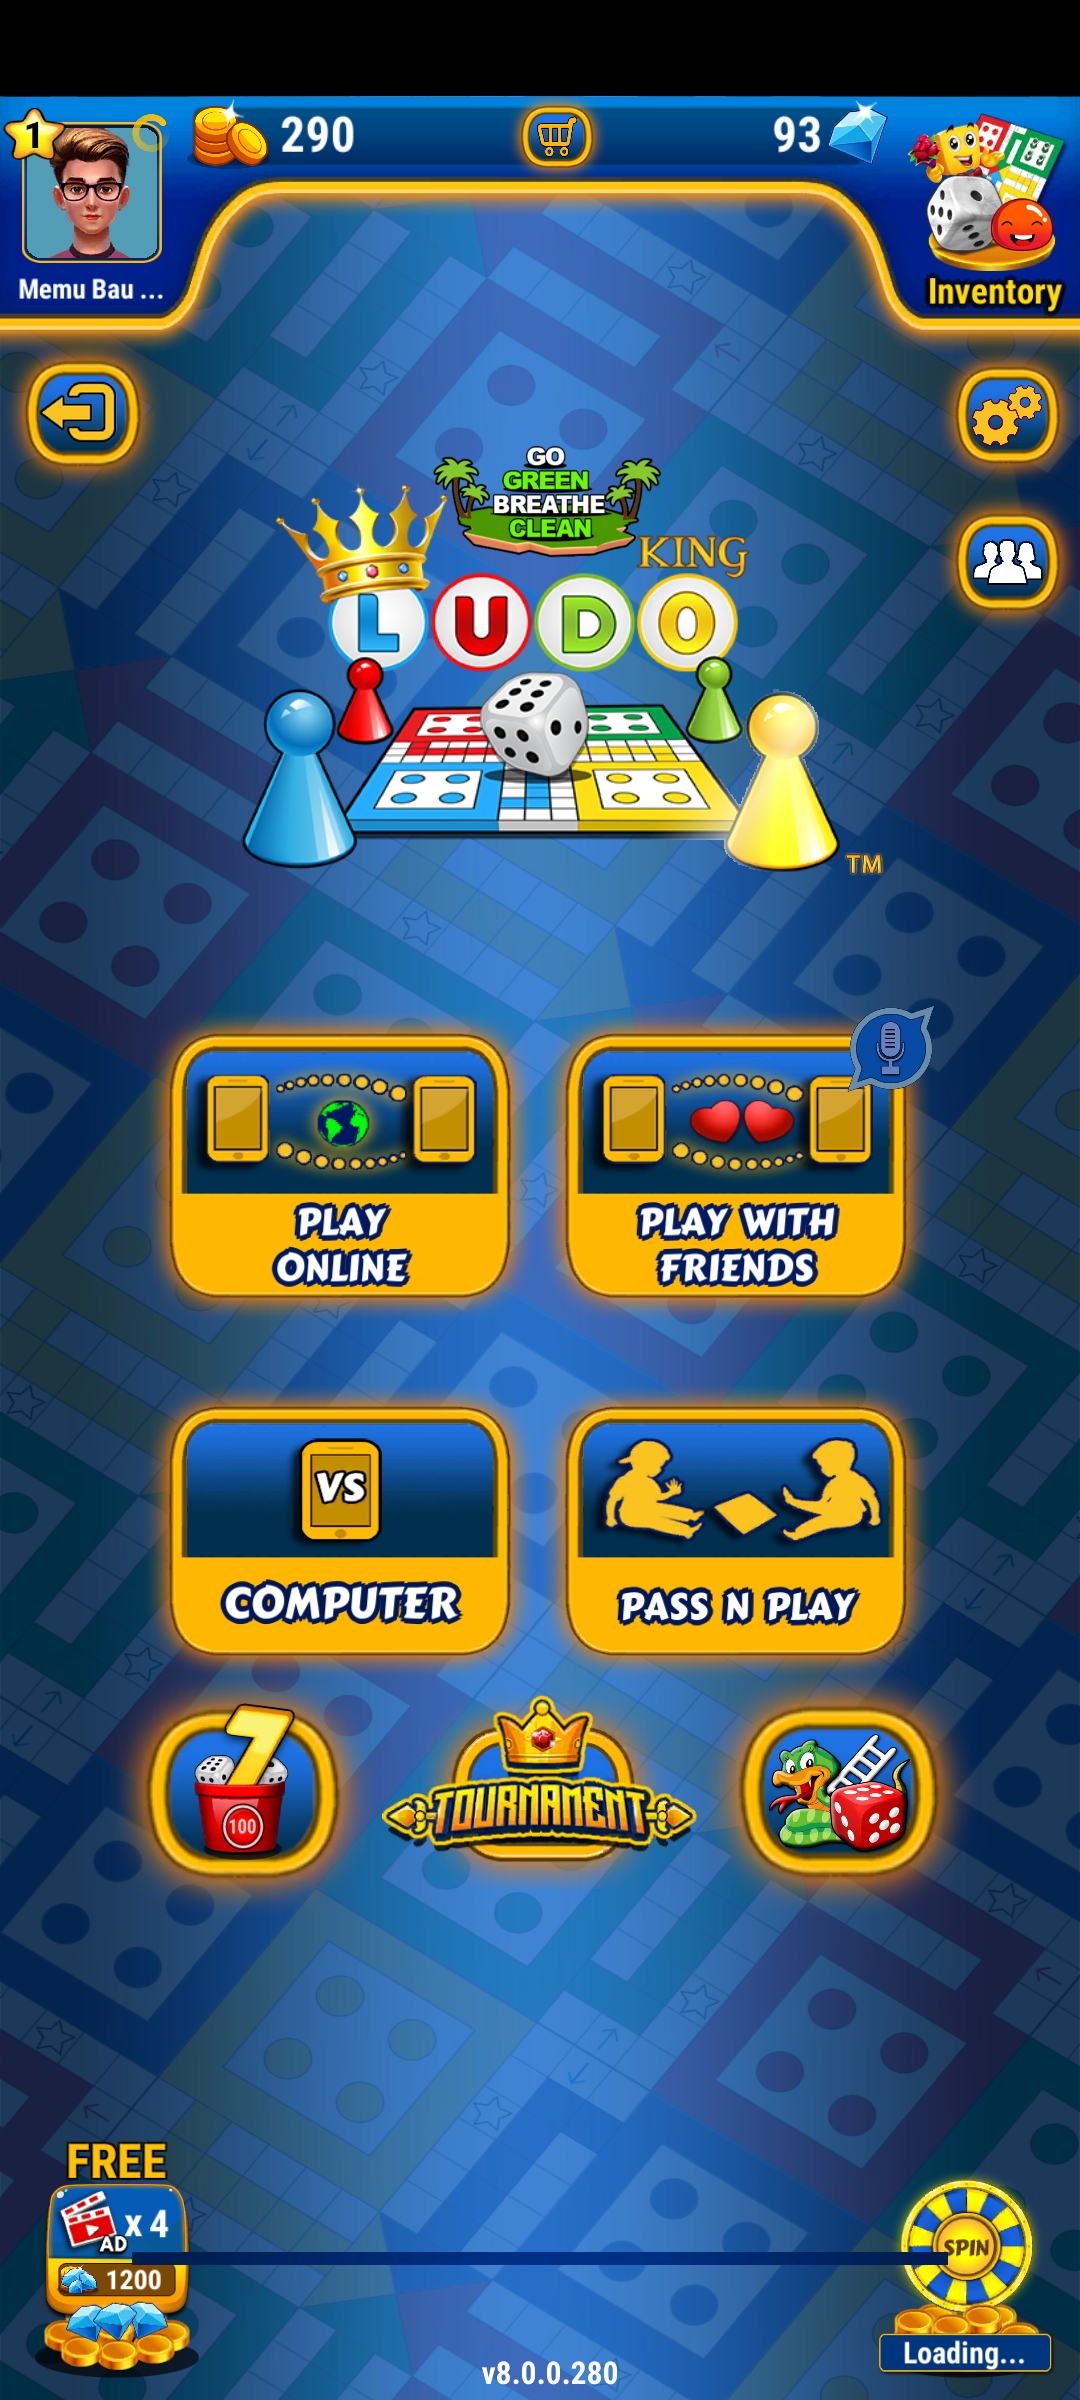 1
290
93
Memu Bau ...
Inventory
GO
GREEN
BREATHE
CLEAN
KING
LUDO
TM
PLAY
ONLINE
PLAY WITH
FRIENDS
VS
COMPUTER
PASS N PLAY
7
100
TOURNAMENT
FREE
AD
x 4
1200
SPIN
Loading...
v8.0.0.280